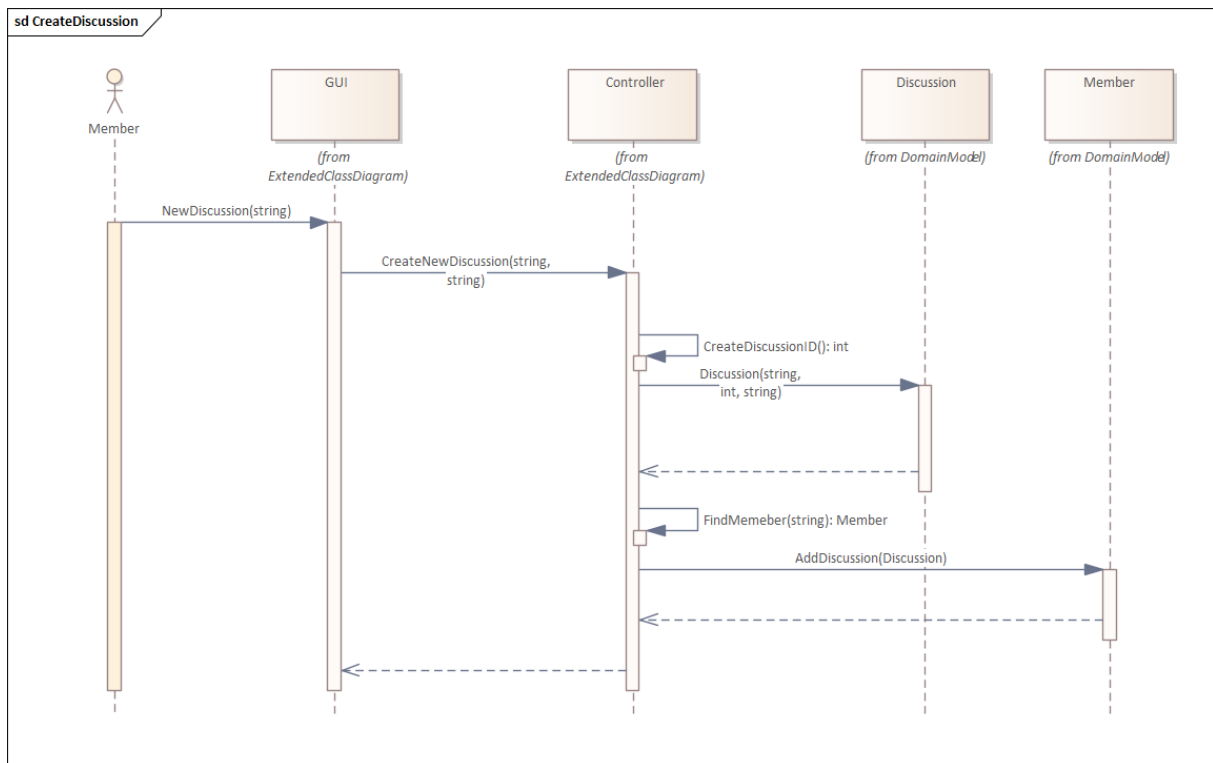 sd CreateDiscussion
Member
GUI
Controller
Discussion
Member
(from
ExtendedClassDiagram)
(from
ExtendedClassDiagram)
(from DomainModel)
(from DomainModel)
NewDiscussion(string)
CreateNewDiscussion(string,
string)
CreateDiscussionID(): int
Discussion(string,
int, string)
FindMemeber(string): Member
AddDiscussion(Discussion)